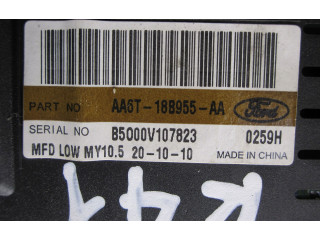 PART NO AA6T-18B955-AA Ford
SERIAL NO B5000V107823 0259H
MFD LOW MY10.5 20-10-10 MADE IN CHINA